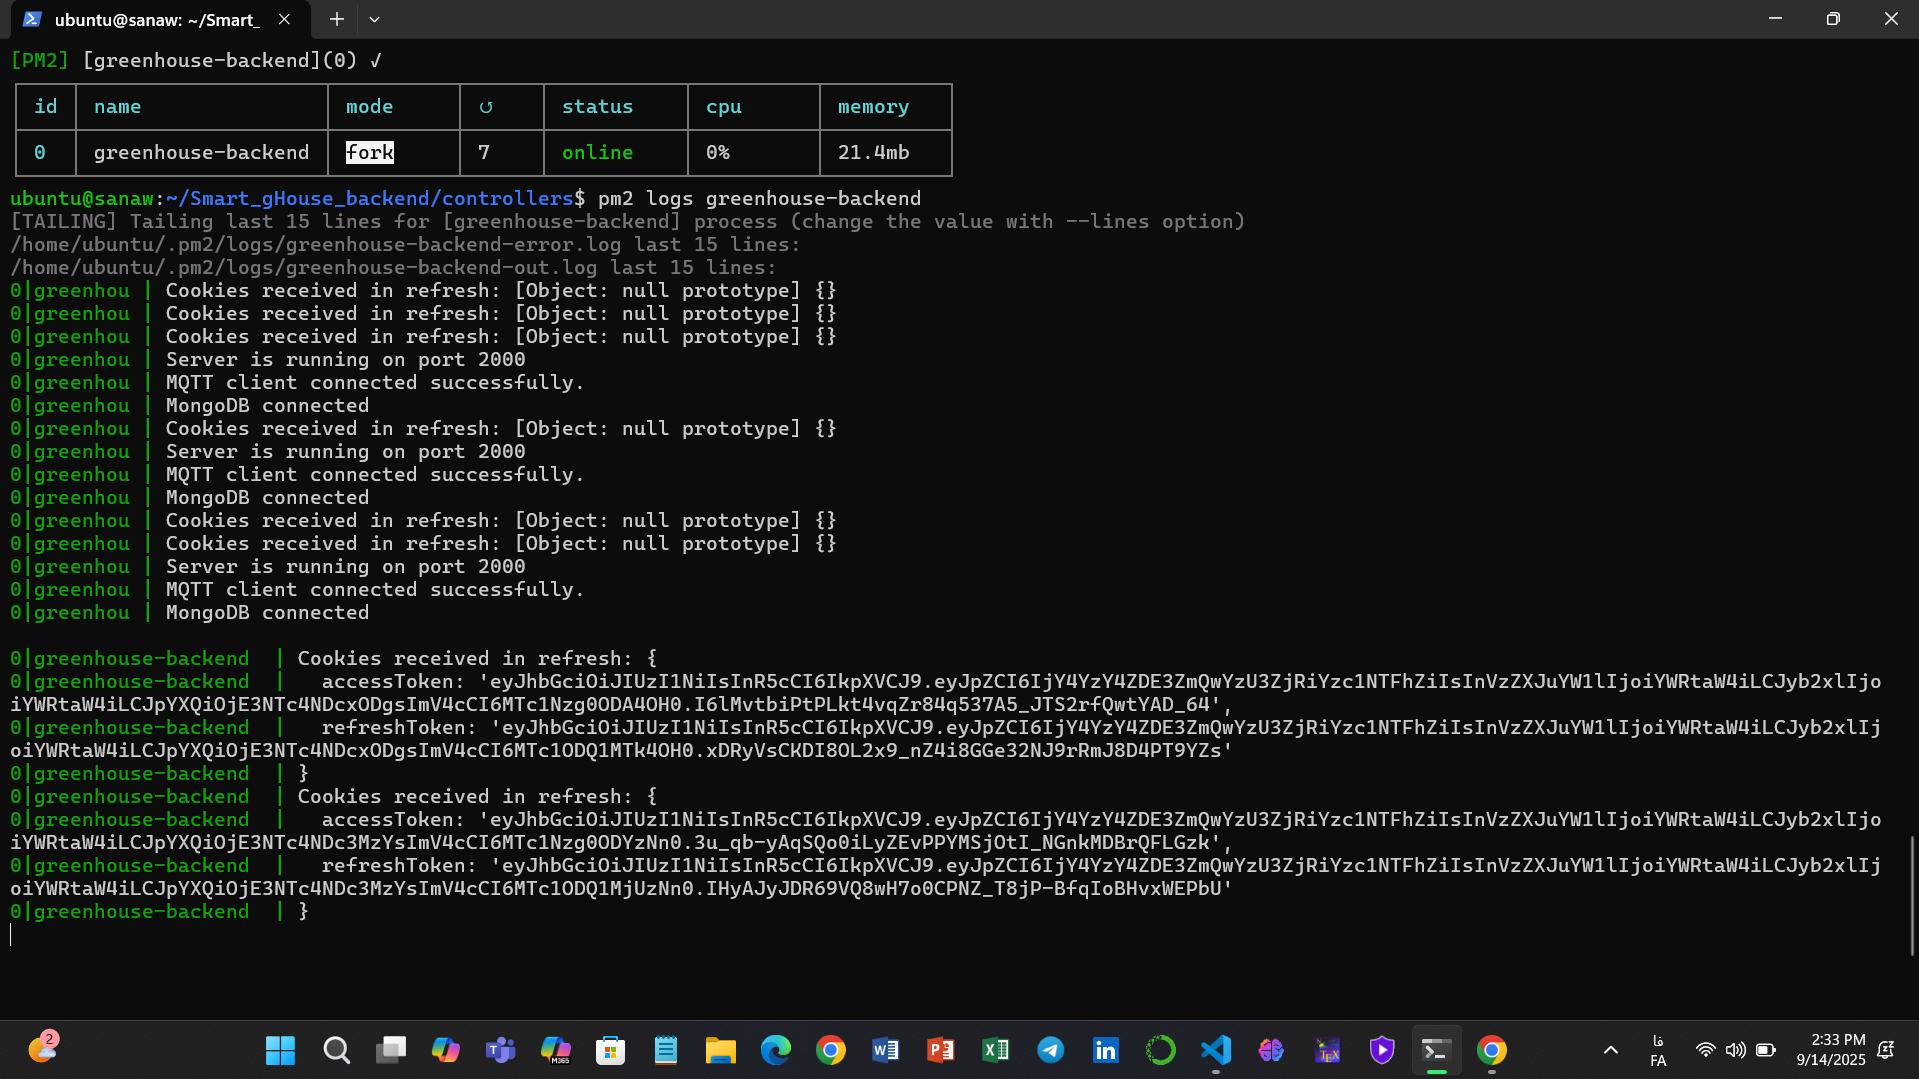 ubuntu@sanaw: ~/Smart_
[PM2] [greenhouse-backend](0) ✓
id name mode ↺ status cpu memory
0 greenhouse-backend fork 7 online 0% 21.4mb
ubuntu@sanaw:~/Smart_gHouse_backend/controllers$ pm2 logs greenhouse-backend
[TAILING] Tailing last 15 lines for [greenhouse-backend] process (change the value with --lines option)
/home/ubuntu/.pm2/logs/greenhouse-backend-error.log last 15 lines:
/home/ubuntu/.pm2/logs/greenhouse-backend-out.log last 15 lines:
0|greenhou | Cookies received in refresh: [Object: null prototype] {}
0|greenhou | Cookies received in refresh: [Object: null prototype] {}
0|greenhou | Cookies received in refresh: [Object: null prototype] {}
0|greenhou | Server is running on port 2000
0|greenhou | MQTT client connected successfully.
0|greenhou | MongoDB connected
0|greenhou | Cookies received in refresh: [Object: null prototype] {}
0|greenhou | Server is running on port 2000
0|greenhou | MQTT client connected successfully.
0|greenhou | MongoDB connected
0|greenhou | Cookies received in refresh: [Object: null prototype] {}
0|greenhou | Cookies received in refresh: [Object: null prototype] {}
0|greenhou | Server is running on port 2000
0|greenhou | MQTT client connected successfully.
0|greenhou | MongoDB connected
0|greenhouse-backend | Cookies received in refresh: {
0|greenhouse-backend | accessToken: 'eyJhbGciOiJIUzI1NiIsInR5cCI6IkpXVCJ9.eyJpZCI6IjY4YzY4ZDE3ZmQwYzU3ZjRiYzc1NTFhZiIsInVzZXJuYW1lIjoiYWRtaW4iLCJyb2xlIjo
iYWRtaW4iLCJpYXQiOjE3NTc4NDcxODgsImV4cCI6MTc1Nzg0ODA4OH0.I6lMvtbiPtPLkt4vqZr84q537A5_JTS2rfQwtYAD_64',
0|greenhouse-backend | refreshToken: 'eyJhbGciOiJIUzI1NiIsInR5cCI6IkpXVCJ9.eyJpZCI6IjY4YzY4ZDE3ZmQwYzU3ZjRiYzc1NTFhZiIsInVzZXJuYW1lIjoiYWRtaW4iLCJyb2xlIj
oiYWRtaW4iLCJpYXQiOjE3NTc4NDcxODgsImV4cCI6MTc1ODQ1MTk4OH0.xDRyVsCKDI8OL2x9_nZ4i8GGe32NJ9rRmJ8D4PT9YZs'
0|greenhouse-backend | }
0|greenhouse-backend | Cookies received in refresh: {
0|greenhouse-backend | accessToken: 'eyJhbGciOiJIUzI1NiIsInR5cCI6IkpXVCJ9.eyJpZCI6IjY4YzY4ZDE3ZmQwYzU3ZjRiYzc1NTFhZiIsInVzZXJuYW1lIjoiYWRtaW4iLCJyb2xlIjo
iYWRtaW4iLCJpYXQiOjE3NTc4NDc3MzYsImV4cCI6MTc1Nzg0ODYzNn0.3u_qb-yAqSQo0iLyZEvPPYMSjOtI_NGnkMDBrQFLGzk',
0|greenhouse-backend | refreshToken: 'eyJhbGciOiJIUzI1NiIsInR5cCI6IkpXVCJ9.eyJpZCI6IjY4YzY4ZDE3ZmQwYzU3ZjRiYzc1NTFhZiIsInVzZXJuYW1lIjoiYWRtaW4iLCJyb2xlIj
oiYWRtaW4iLCJpYXQiOjE3NTc4NDc3MzYsImV4cCI6MTc1ODQ1MjUzNn0.IHyAJyJDR69VQ8wH7o0CPNZ_T8jP-BfqIoBHvxWEPbU'
0|greenhouse-backend | }
2
M365
فا
FA
2:33 PM
9/14/2025